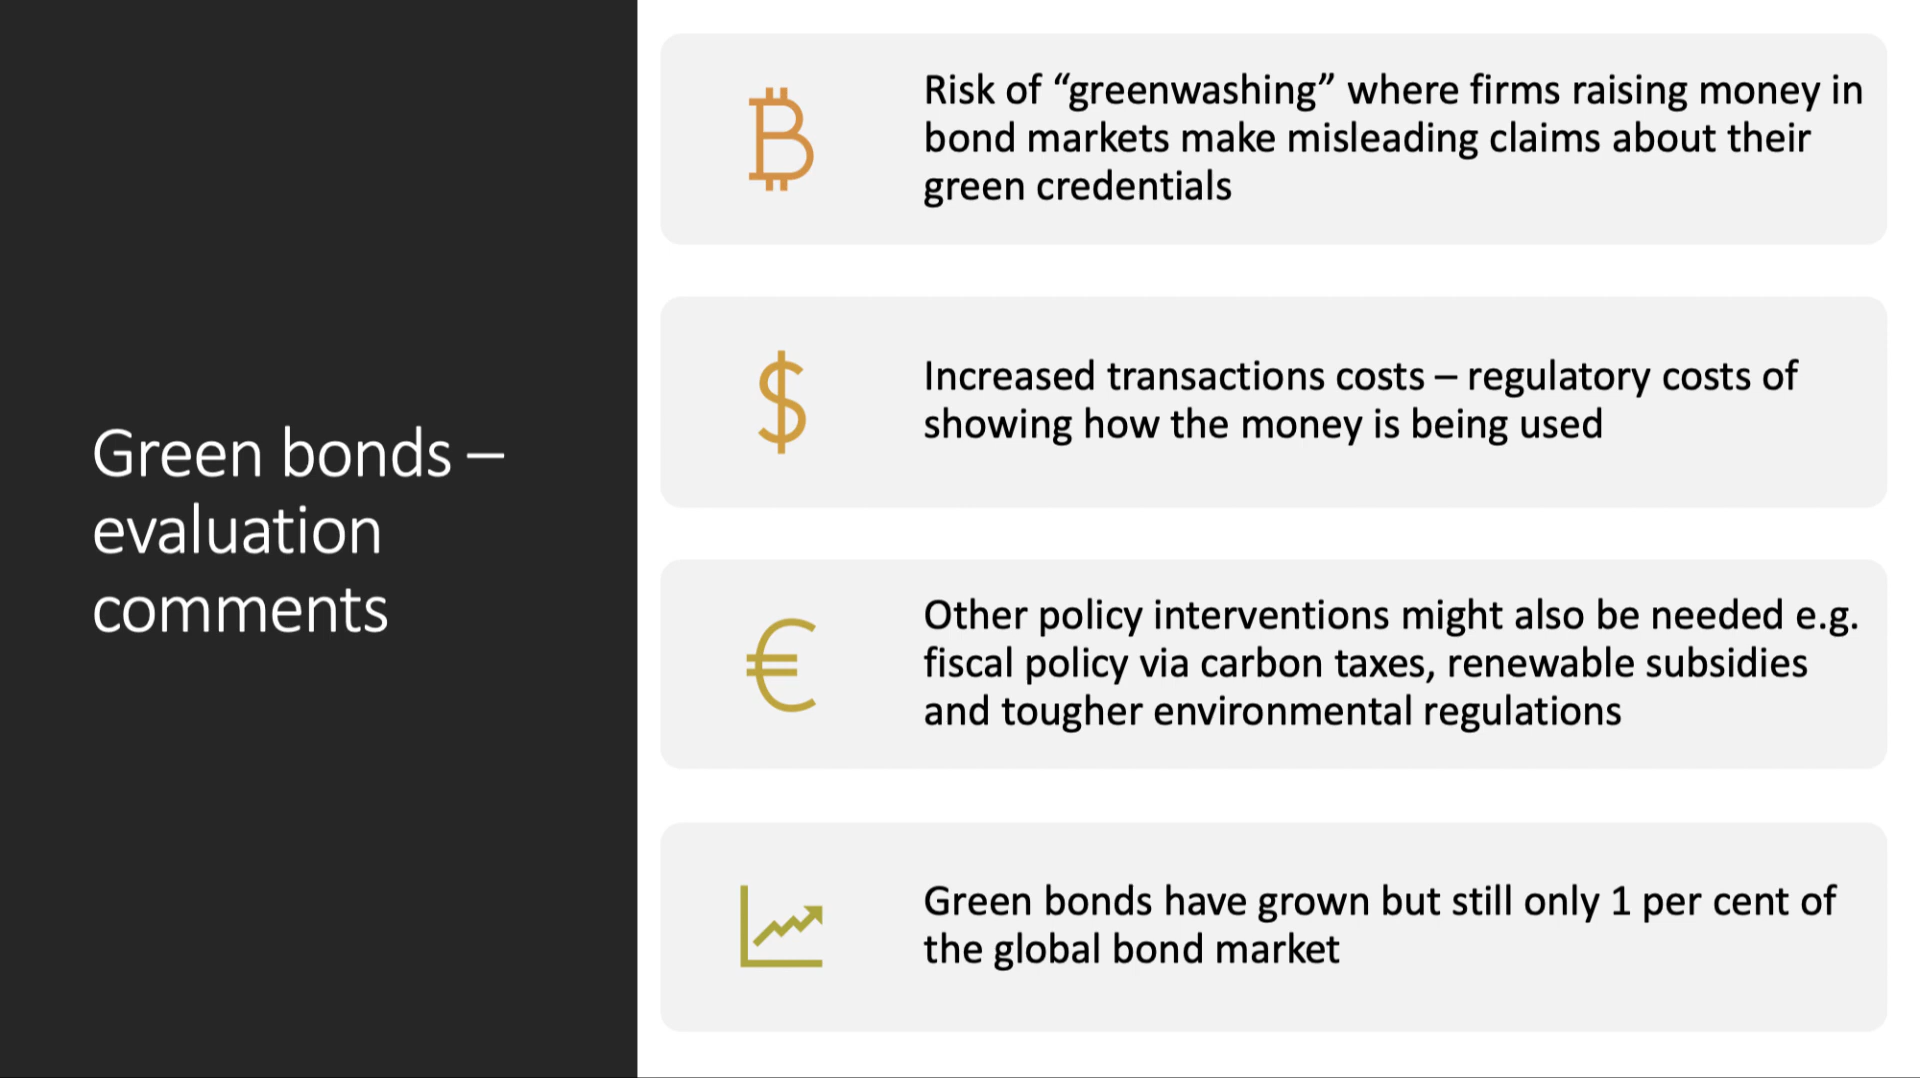 Green bonds –
evaluation
comments
Risk of “greenwashing” where firms raising money in
bond markets make misleading claims about their
green credentials
Increased transactions costs – regulatory costs of
showing how the money is being used
Other policy interventions might also be needed e.g.
fiscal policy via carbon taxes, renewable subsidies
and tougher environmental regulations
Green bonds have grown but still only 1 per cent of
the global bond market